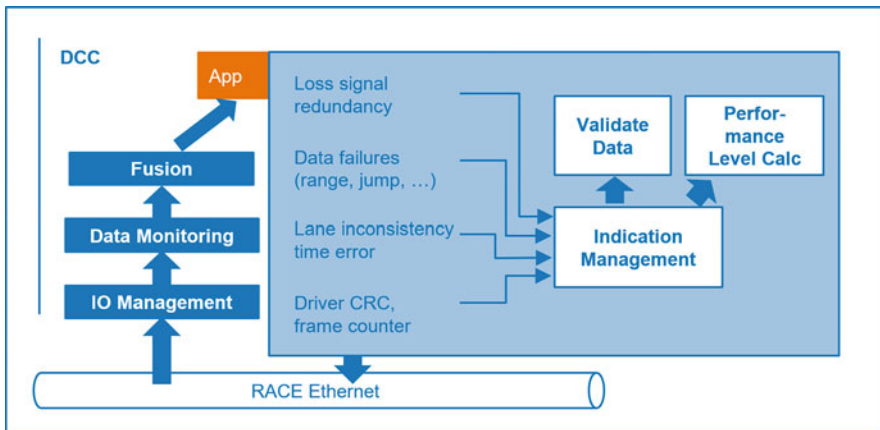 DCC
App
Fusion
Data Monitoring
IO Management
Loss signal
redundancy
Data failures
(range, jump, …)
Lane inconsistency
time error
Driver CRC,
frame counter
Validate
Data
Perfor-
mance
Level Calc
Indication
Management
RACE Ethernet